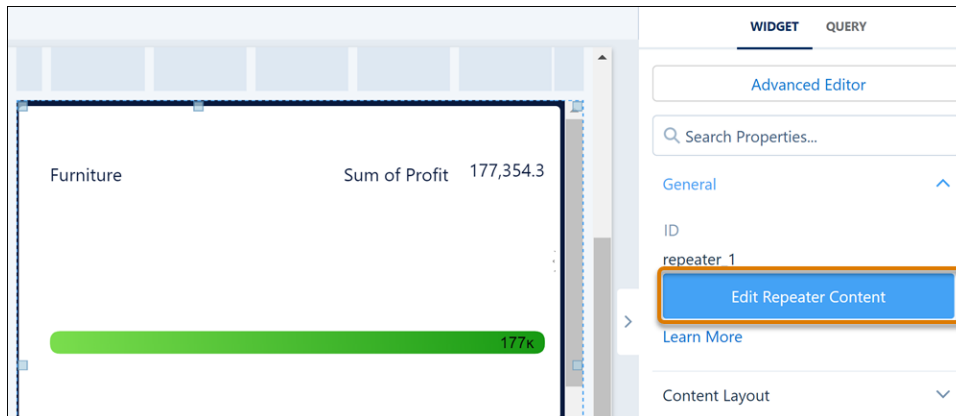 WIDGET QUERY
Advanced Editor
Search Properties...
General
ID
repeater_1
Edit Repeater Content
Learn More
Content Layout
Furniture Sum of Profit 177,354.3
177K